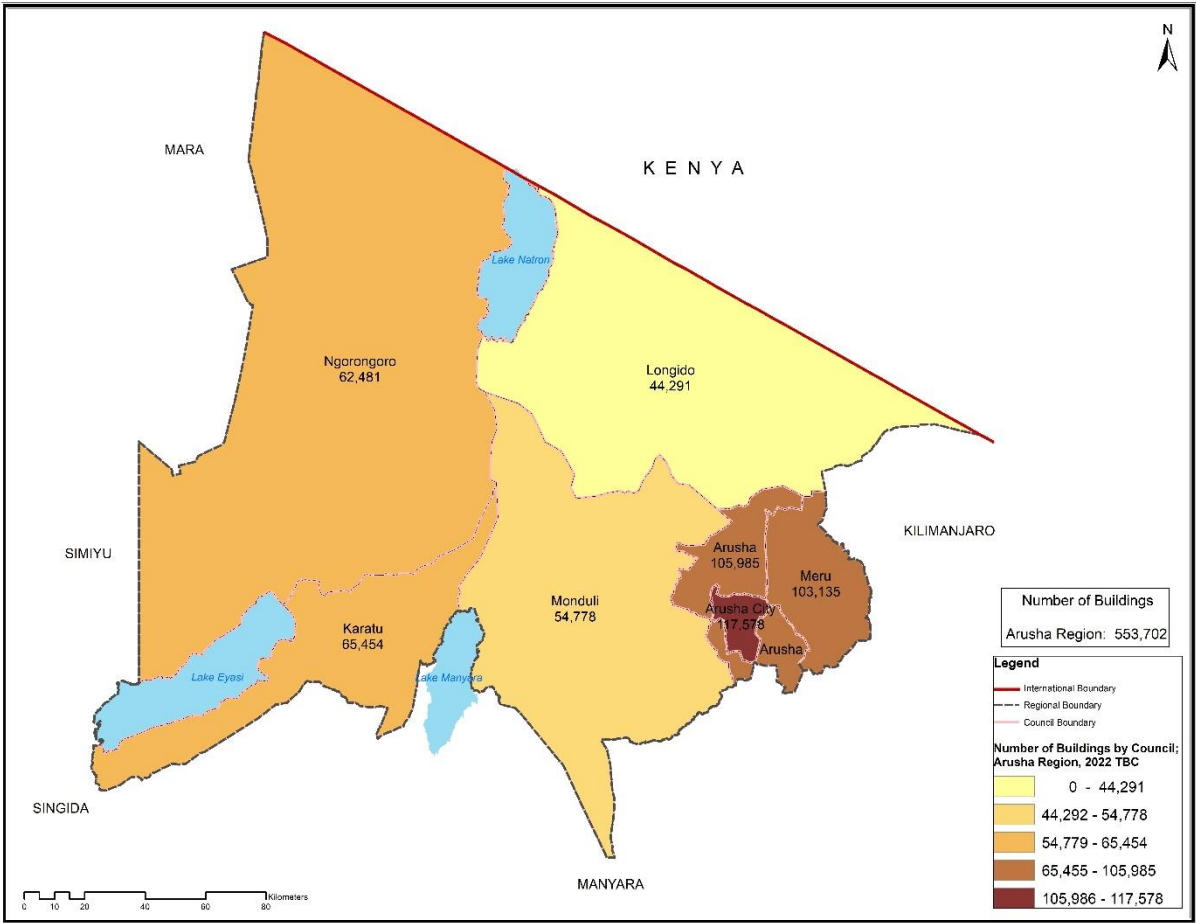 N
MARA
K E N Y A
Lake Natron
Ngorongoro
62,481
Longido
44,291
KILIMANJARO
SIMIYU
Arusha
105,985
Meru
103,135
Arusha City
117,578
Monduli
54,778
Karatu
65,454
Arusha
Lake Eyasi
Lake Manyara
SINGIDA
MANYARA
Number of Buildings
Arusha Region: 553,702
Legend
International Boundary
Regional Boundary
Council Boundary
Number of Buildings by Council;
Arusha Region, 2022 TBC
0 - 44,291
44,292 - 54,778
54,779 - 65,454
65,455 - 105,985
105,986 - 117,578
Kilometers
0 10 20 40 60 80